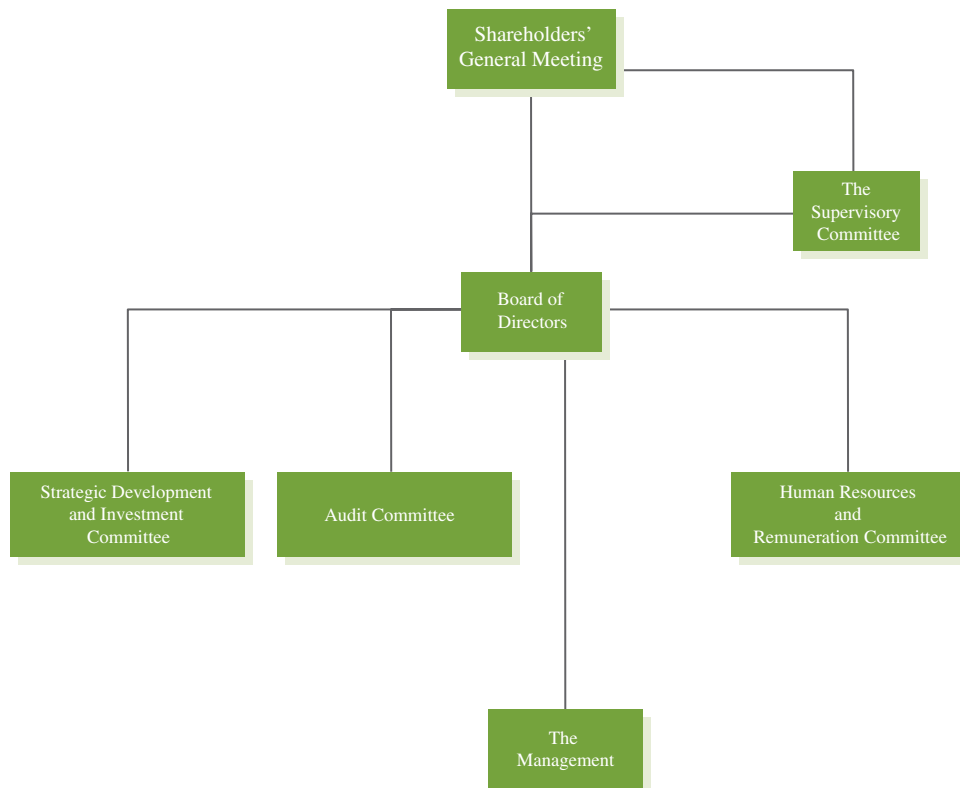 Shareholders’
General Meeting
The
Supervisory
Committee
Board of
Directors
Strategic Development
and Investment
Committee
Audit Committee
Human Resources
and
Remuneration Committee
The
Management